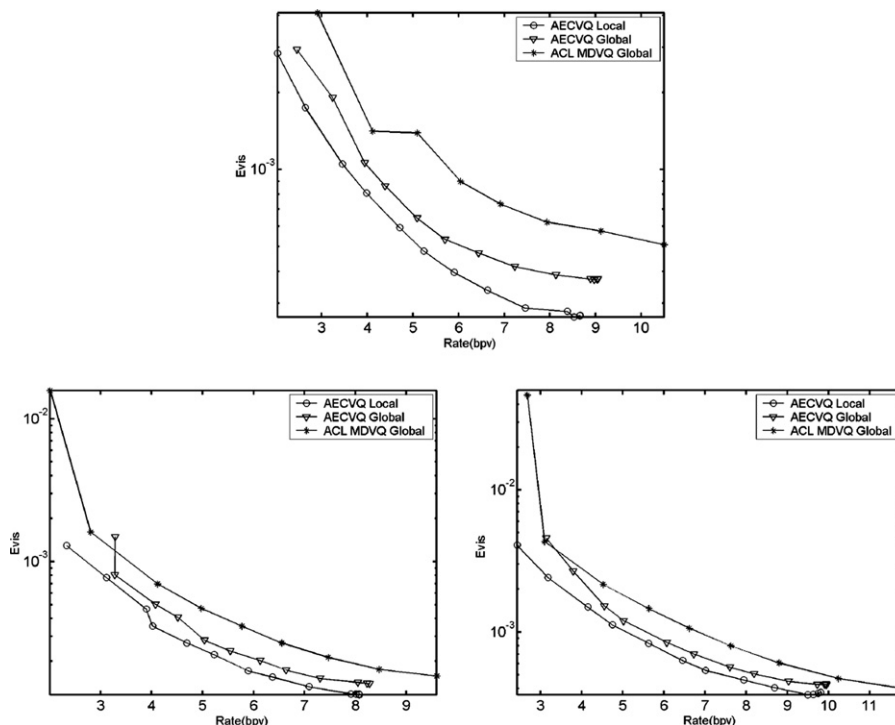 AECVQ Local
AECVQ Global
ACL MDVQ Global
Evis
10^-3
3 4 5 6 7 8 9 10
Rate(bpv)
AECVQ Local
AECVQ Global
ACL MDVQ Global
10^-2
Evis
10^-3
3 4 5 6 7 8 9
Rate(bpv)
AECVQ Local
AECVQ Global
ACL MDVQ Global
10^-2
Evis
10^-3
3 4 5 6 7 8 9 10 11
Rate(bpv)